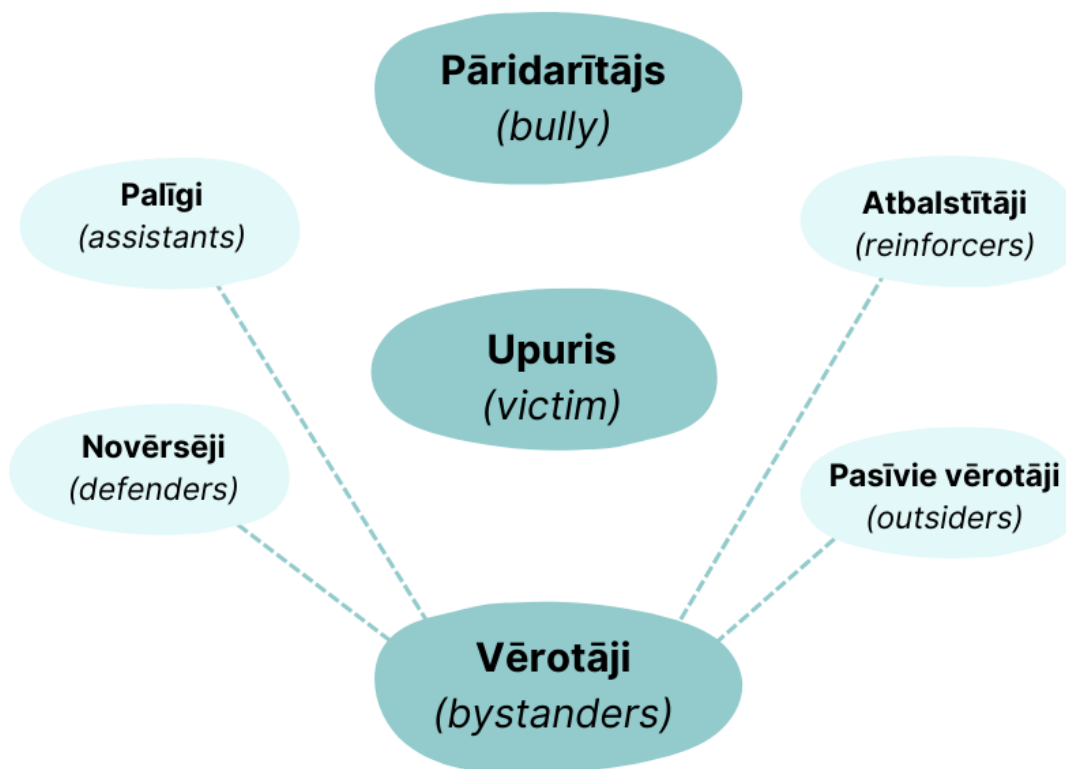 Pāridarītājs
(bully)
Palīgi
(assistants)
Atbalstītāji
(reinforcers)
Upuris
(victim)
Novērsēji
(defenders)
Pasīvie vērotāji
(outsiders)
Vērotāji
(bystanders)